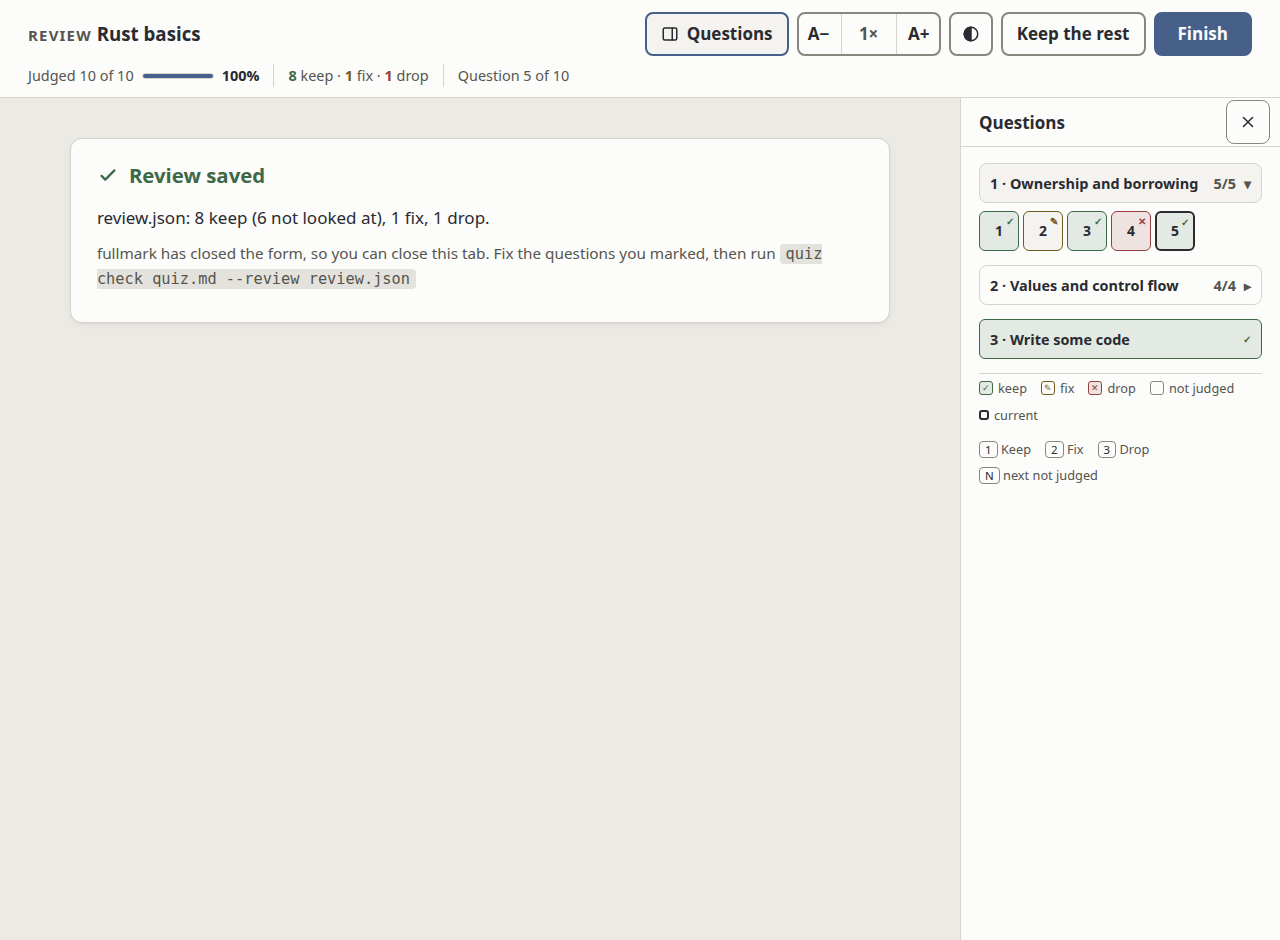 REVIEW Rust basics
Questions A− 1× A+ Keep the rest Finish
Judged 10 of 10 100% 8 keep · 1 fix · 1 drop Question 5 of 10
✓ Review saved
review.json: 8 keep (6 not looked at), 1 fix, 1 drop.
fullmark has closed the form, so you can close this tab. Fix the questions you marked, then run quiz
check quiz.md --review review.json
Questions ×
1 · Ownership and borrowing 5/5 ▾
1 ✓ 2 ✎ 3 ✓ 4 ✕ 5 ✓
2 · Values and control flow 4/4 ▸
3 · Write some code ✓
✓ keep ✎ fix ✕ drop not judged
current
1 Keep 2 Fix 3 Drop
N next not judged